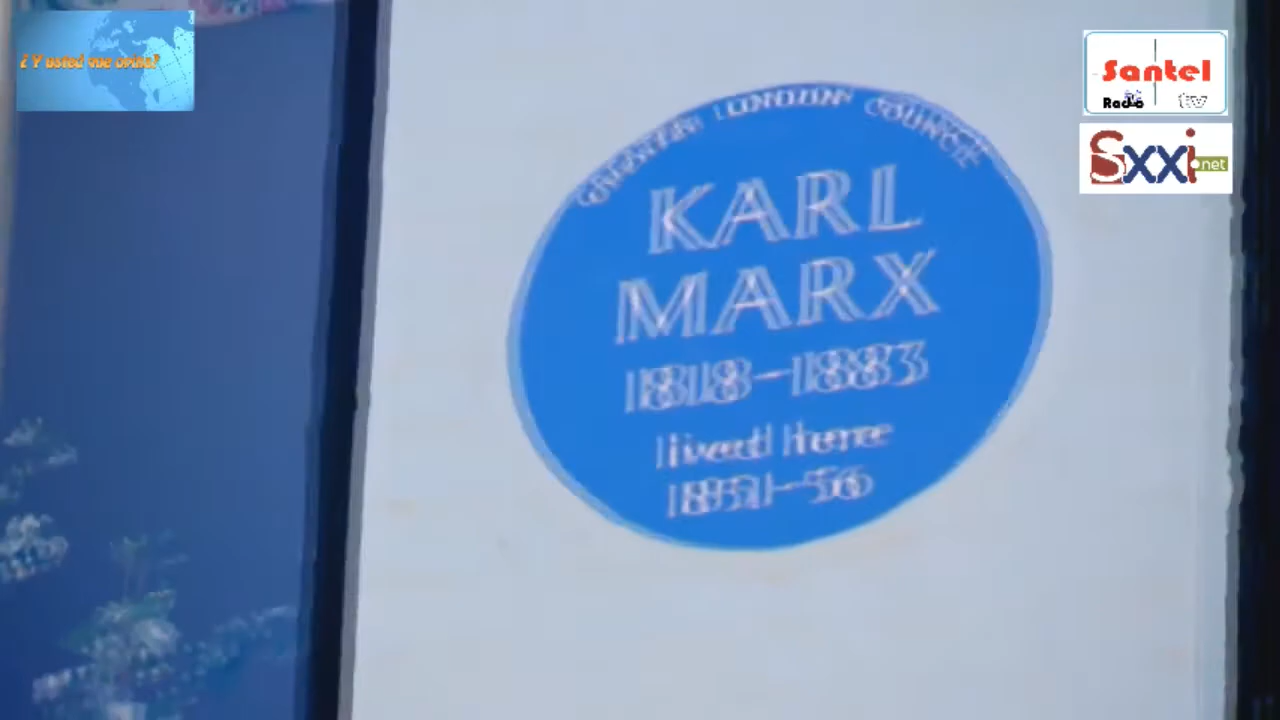 ¿Y usted que opina?
Santel
Radio tv
Sxxi.net
GREATER LONDON COUNCIL
KARL
MARX
1818-1883
lived here
1851-56